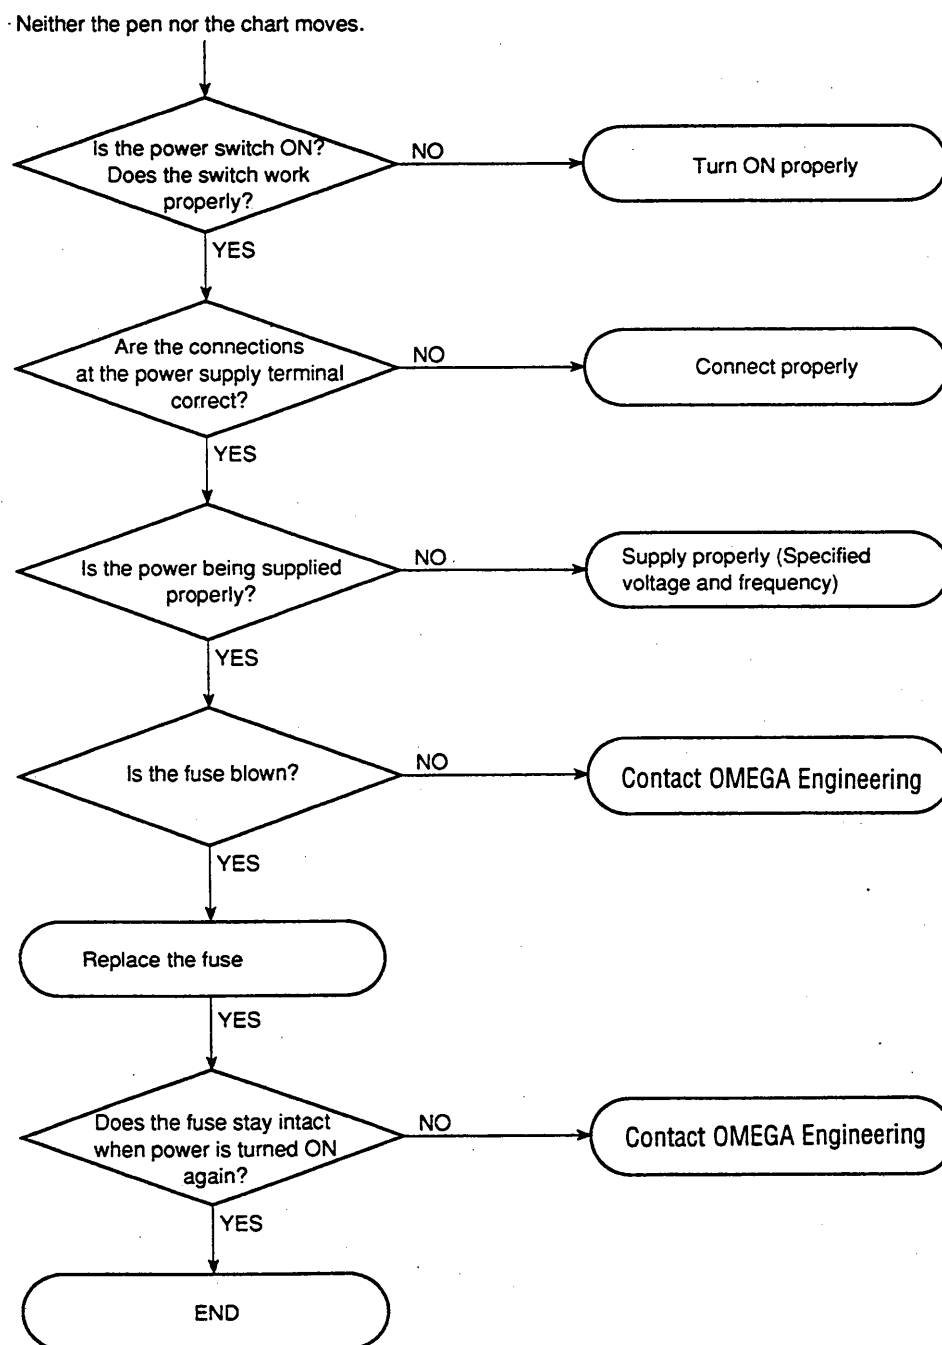 · Neither the pen nor the chart moves.
Is the power switch ON?
Does the switch work
properly?
NO
Turn ON properly
YES
Are the connections
at the power supply terminal
correct?
NO
Connect properly
YES
Is the power being supplied
properly?
NO
Supply properly (Specified
voltage and frequency)
YES
Is the fuse blown?
NO
Contact OMEGA Engineering
YES
Replace the fuse
YES
Does the fuse stay intact
when power is turned ON
again?
NO
Contact OMEGA Engineering
YES
END